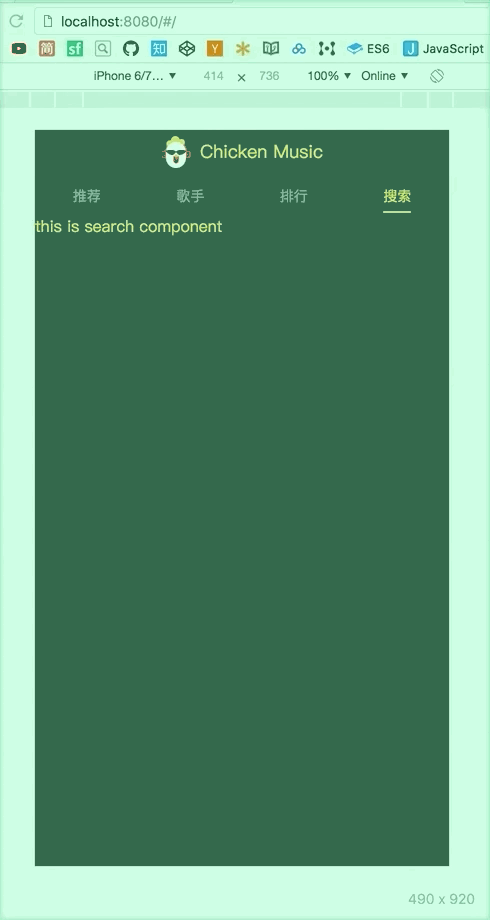 localhost:8080/#/
简 sf 知 Y ES6 J JavaScript
iPhone 6/7... ▼ 414 × 736 100% ▼ Online ▼
Chicken Music
推荐 歌手 排行 搜索
this is search component
490 x 920